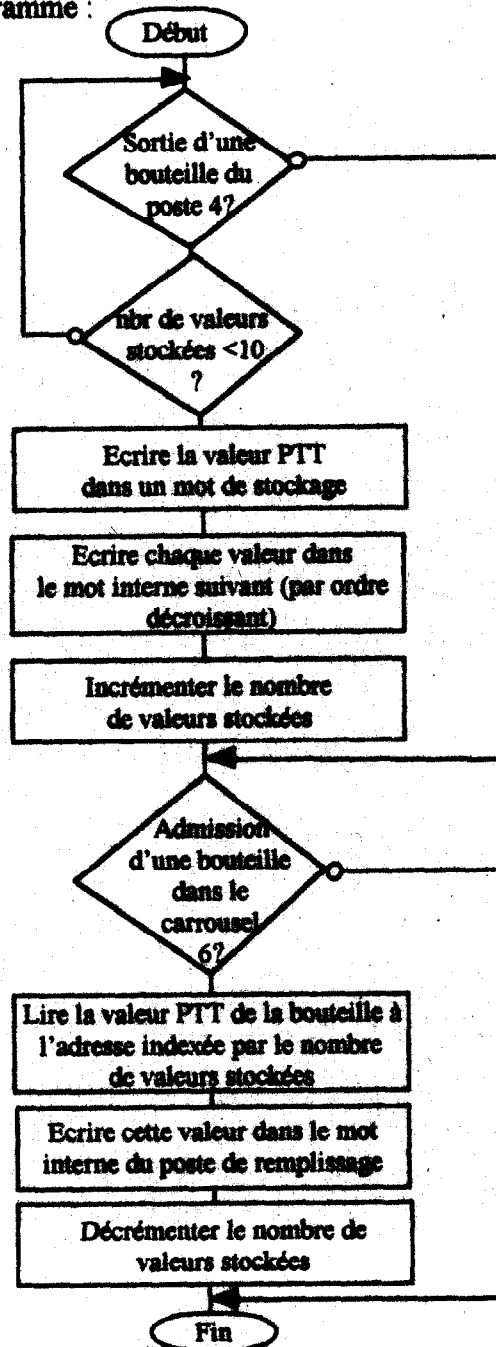 ramme :
Début
Sortie d'une
bouteille du
poste 4?
nbr de valeurs
stockées <10
?
Ecrire la valeur PTT
dans un mot de stockage
Ecrire chaque valeur dans
le mot interne suivant (par ordre
décroissant)
Incrémenter le nombre
de valeurs stockées
Admission
d'une bouteille
dans le
carrousel
6?
Lire la valeur PTT de la bouteille à
l'adresse indexée par le nombre
de valeurs stockées
Ecrire cette valeur dans le mot
interne du poste de remplissage
Décrémenter le nombre de
valeurs stockées
Fin